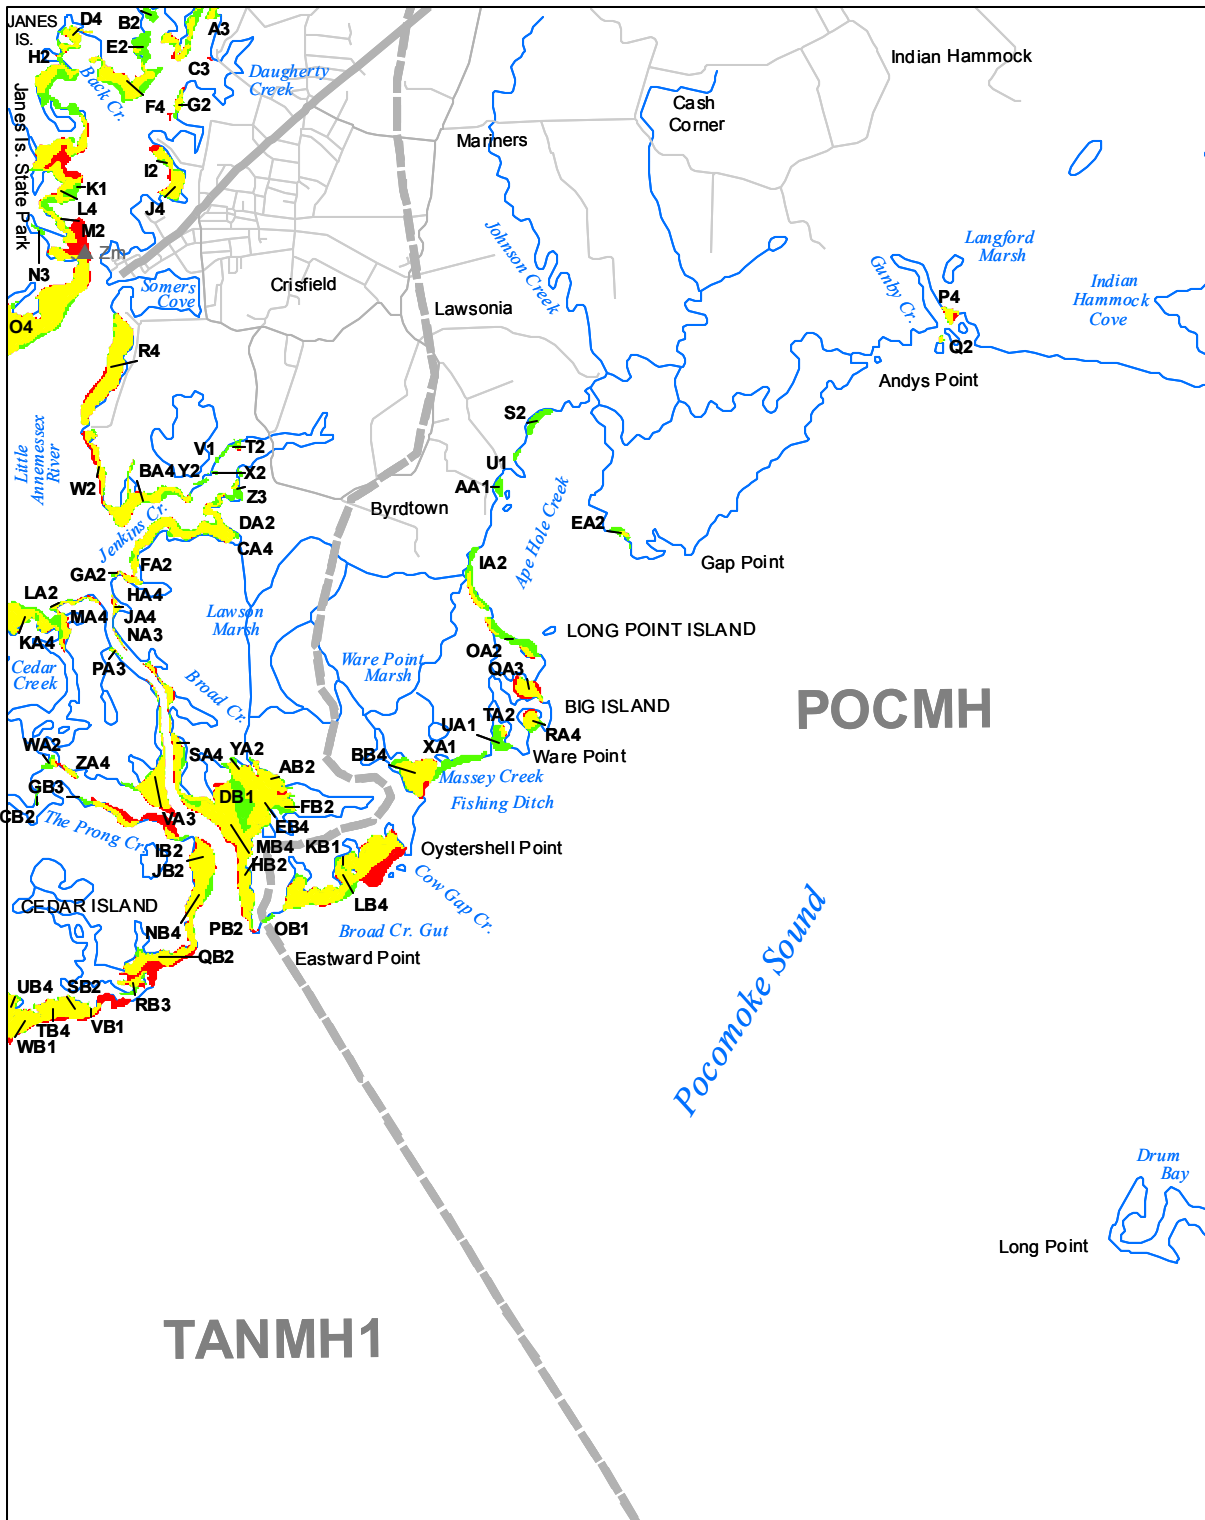 JANES
IS.
D4
B2
A3
E2
H2
C3
Back Cr.
Daugherty
Creek
F4
G2
Indian Hammock
Cash
Corner
Mariners
Janes Is. State Park
I2
J4
K1
L4
M2
Zm
N3
Somers
Cove
Crisfield
Lawsonia
Johnson Creek
Gunby Cr.
Langford
Marsh
Indian
Hammock
Cove
P4
Q2
Andys Point
O4
R4
Little
Annemessex
River
S2
V1
T2
U1
BA4
Y2
X2
W2
Z3
AA1
Byrdtown
Ape Hole Creek
EA2
Gap Point
Jenkins Cr.
DA2
CA4
FA2
GA2
IA2
LA2
HA4
MA4
JA4
NA3
KA4
Lawson
Marsh
LONG POINT ISLAND
OA2
Cedar
Creek
PA3
Ware Point
Marsh
QA3
Broad Cr.
BIG ISLAND
POCMH
TA2
UA1
RA4
WA2
SA4
YA2
XA1
BB4
Ware Point
ZA4
AB2
Massey Creek
GB3
DB1
FB2
Fishing Ditch
CB2
The Prong Cr.
VA3
EB4
IB2
MB4
KB1
Oystershell Point
JB2
HB2
Cow Gap Cr.
CEDAR ISLAND
LB4
NB4
PB2
OB1
Broad Cr. Gut
QB2
Eastward Point
UB4
SB2
RB3
TB4
VB1
WB1
Pocomoke Sound
Drum
Bay
Long Point
TANMH1